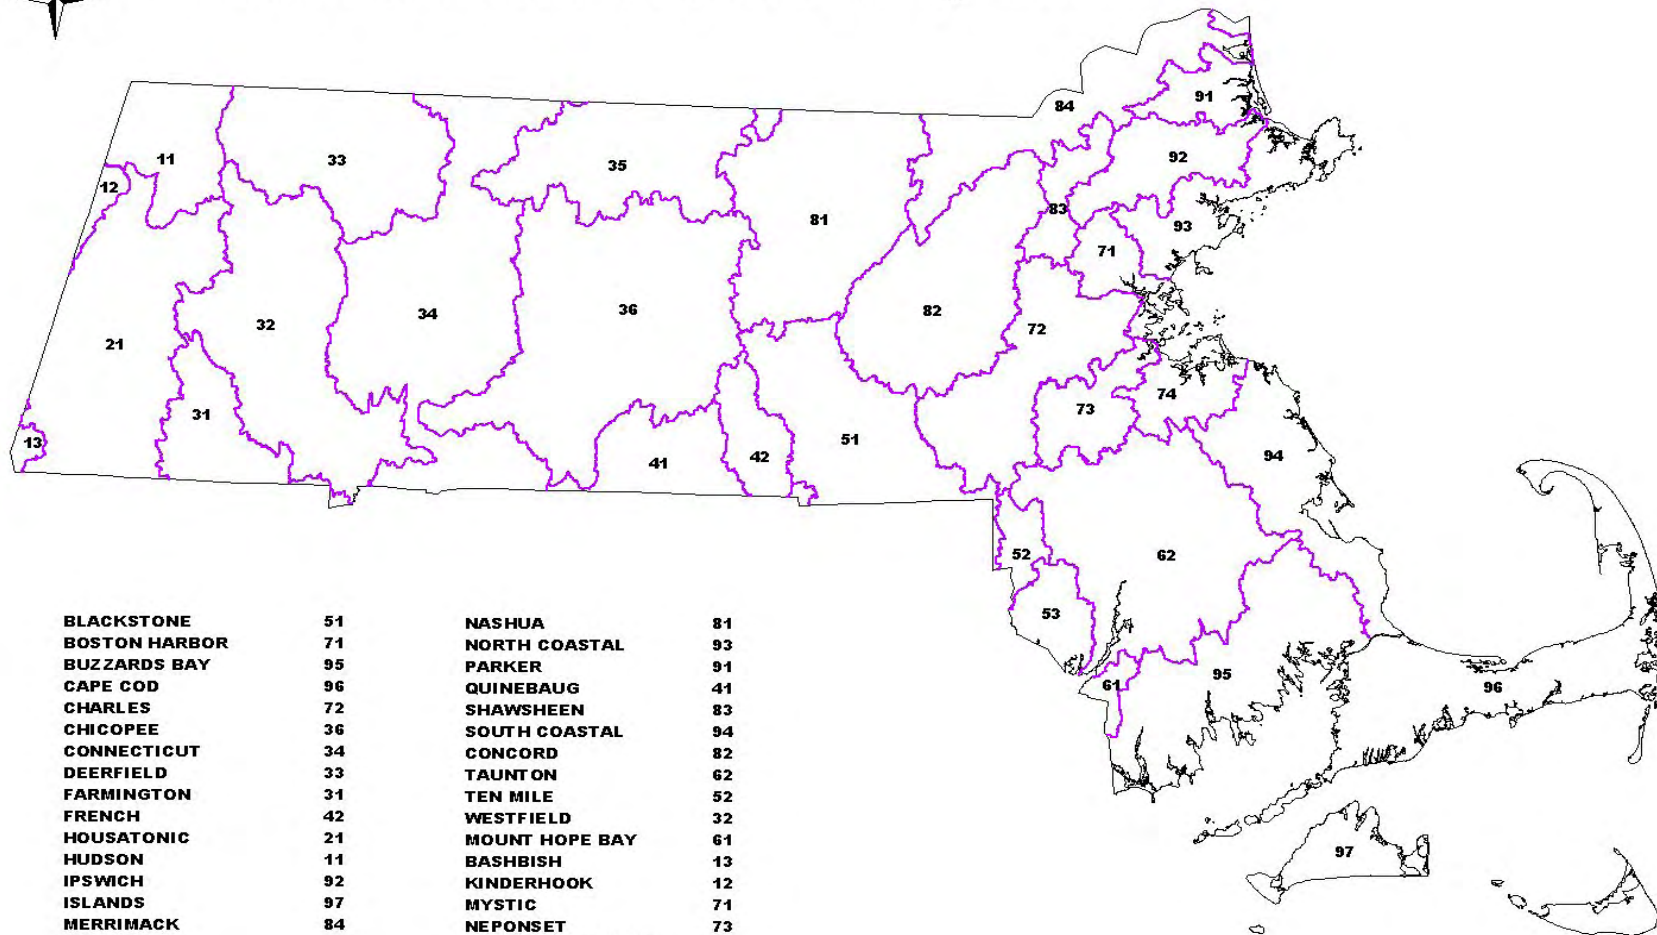 84
91
11
33
35
92
12
83
81
93
71
34
36
82
32
72
21
74
73
31
51
13
41
42
94
52
62
53
95
61
96
97
BLACKSTONE 51 NASHUA 81
BOSTON HARBOR 71 NORTH COASTAL 93
BUZZARDS BAY 95 PARKER 91
CAPE COD 96 QUINEBAUG 41
CHARLES 72 SHAWSHEEN 83
CHICOPEE 36 SOUTH COASTAL 94
CONNECTICUT 34 CONCORD 82
DEERFIELD 33 TAUNTON 62
FARMINGTON 31 TEN MILE 52
FRENCH 42 WESTFIELD 32
HOUSATONIC 21 MOUNT HOPE BAY 61
HUDSON 11 BASHBISH 13
IPSWICH 92 KINDERHOOK 12
ISLANDS 97 MYSTIC 71
MERRIMACK 84 NEPONSET 73